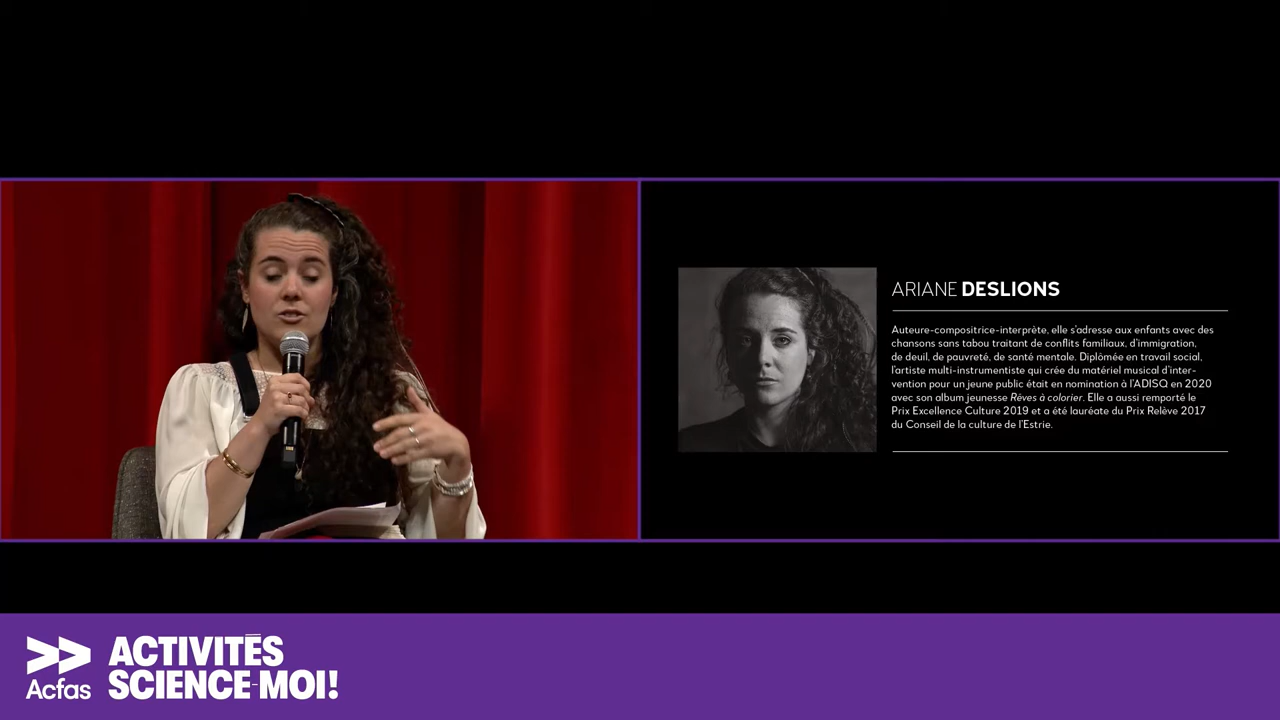 ARIANE DESLIONS
Auteure-compositrice-interprète, elle s'adresse aux enfants avec des
chansons sans tabou traitant de conflits familiaux, d'immigration,
de deuil, de pauvreté, de santé mentale. Diplômée en travail social,
l'artiste multi-instrumentiste qui crée du matériel musical d'inter-
vention pour un jeune public était en nomination à l'ADISQ en 2020
avec son album jeunesse Rêves à colorier. Elle a aussi remporté le
Prix Excellence Culture 2019 et a été lauréate du Prix Relève 2017
du Conseil de la culture de l'Estrie.
Acfas
ACTIVITÉS
SCIENCE-MOI!